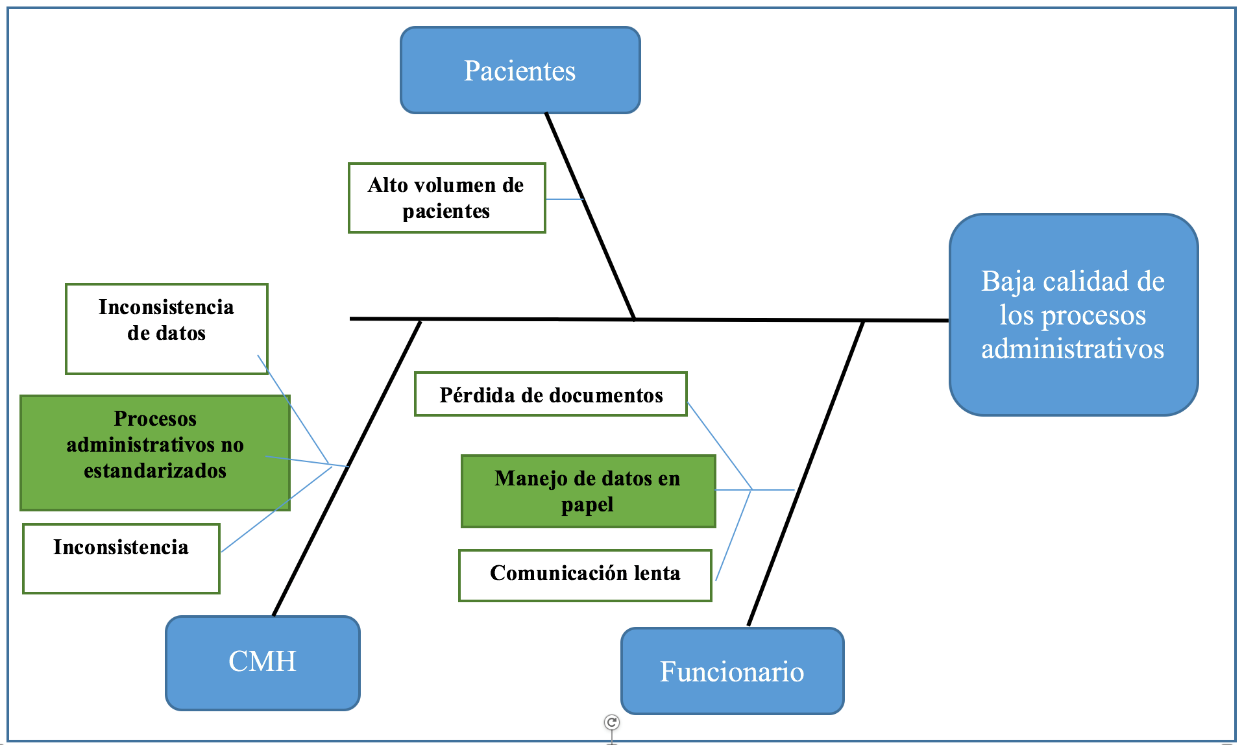 Pacientes
Alto volumen de
pacientes
Baja calidad de
los procesos
administrativos
Inconsistencia
de datos
Procesos
administrativos no
estandarizados
Inconsistencia
Pérdida de documentos
Manejo de datos en
papel
Comunicación lenta
CMH
Funcionario